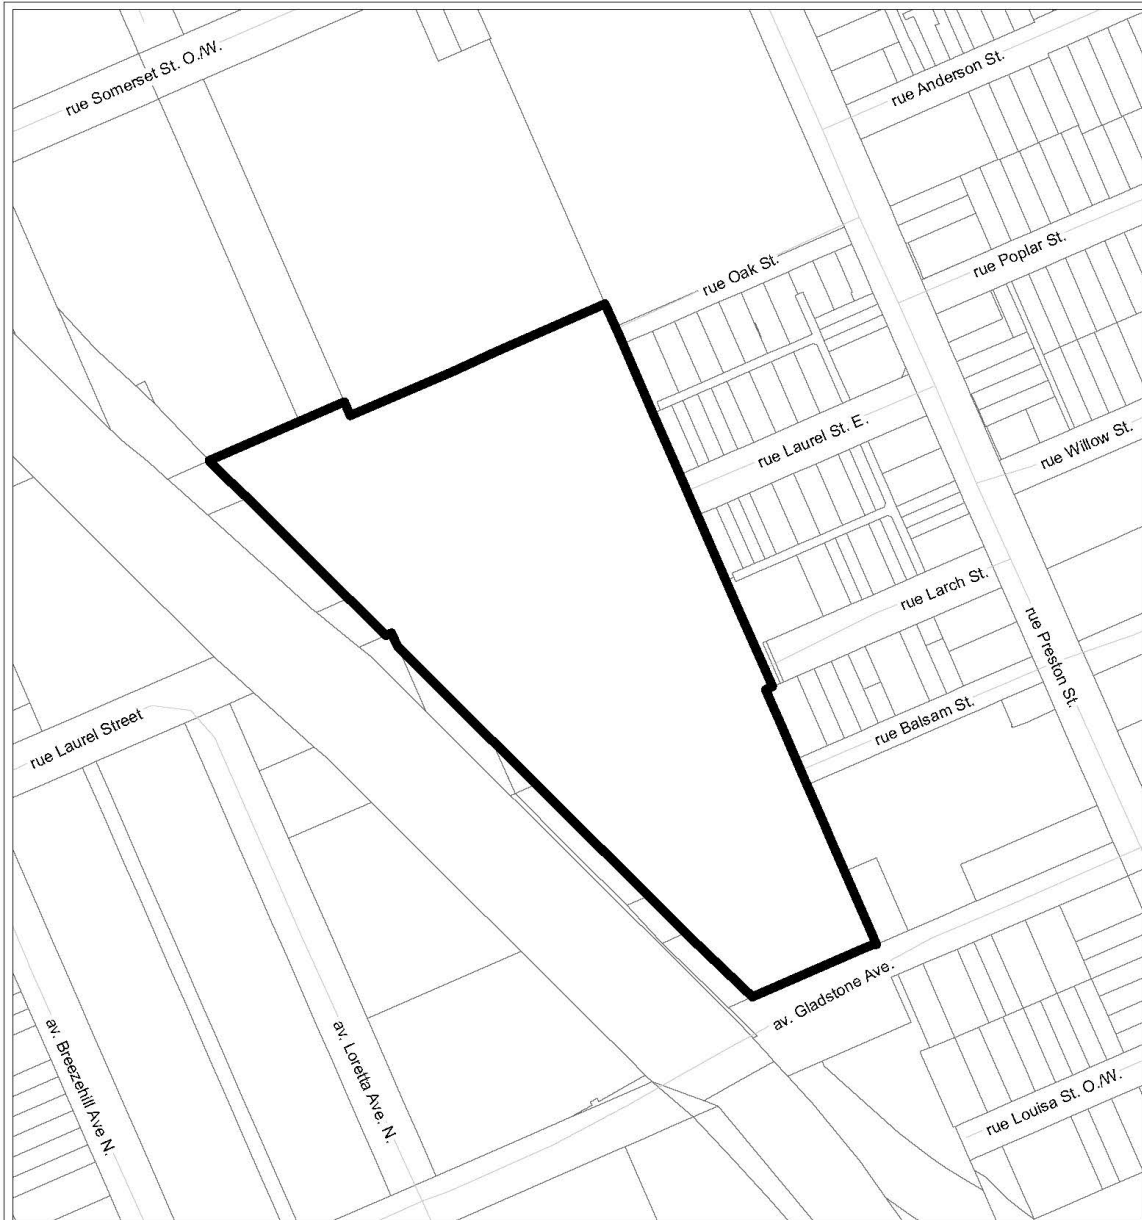 rue Somerset St. O./W.
rue Anderson St.
rue Poplar St.
rue Oak St.
rue Willow St.
rue Laurel St. E.
rue Larch St.
rue Preston St.
rue Balsam St.
rue Laurel Street
av. Gladstone Ave.
av. Breezehill Ave N.
av. Loretta Ave. N.
rue Louisa St. O./W.